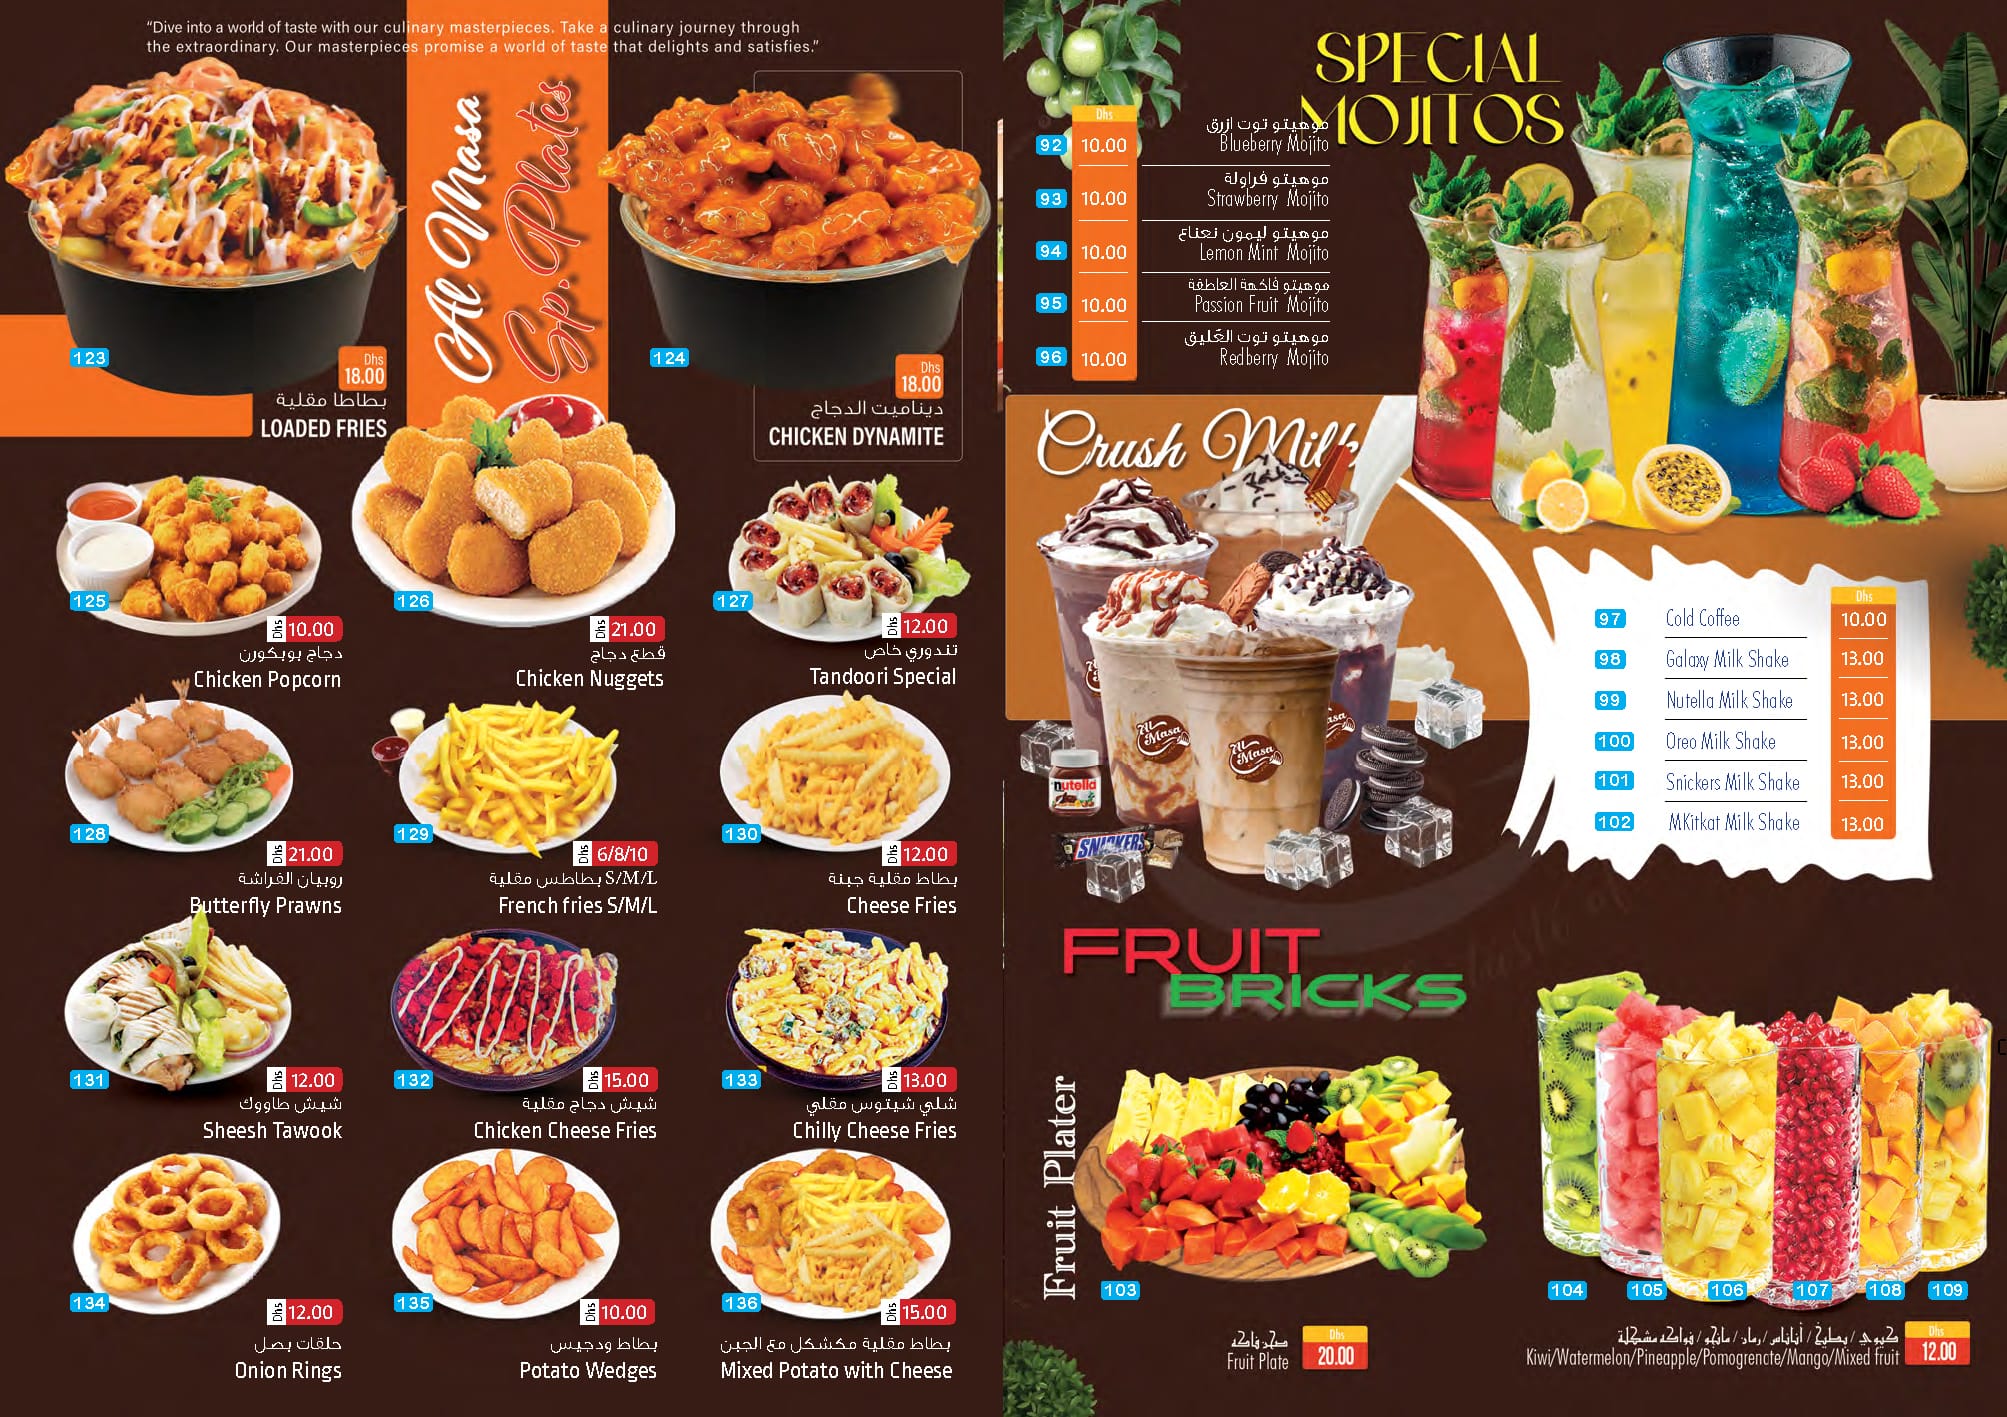 “Dive into a world of taste with our culinary masterpieces. Take a culinary journey through
the extraordinary. Our masterpieces promise a world of taste that delights and satisfies.”
Al Masa
Sp. Plates
123
Dhs
18.00
بطاطا مقلية
LOADED FRIES
124
Dhs
18.00
ديناميت الدجاج
CHICKEN DYNAMITE
125
Dhs 10.00
دجاج بوبكورن
Chicken Popcorn
126
Dhs 21.00
قطع دجاج
Chicken Nuggets
127
Dhs 12.00
تندوري خاص
Tandoori Special
128
Dhs 21.00
روبيان الفراشة
Butterfly Prawns
129
Dhs 6/8/10
بطاطس مقلية S/M/L
French fries S/M/L
130
Dhs 12.00
بطاط مقلية جبنة
Cheese Fries
131
Dhs 12.00
شيش طاووك
Sheesh Tawook
132
Dhs 15.00
شيش دجاج مقلية
Chicken Cheese Fries
133
Dhs 13.00
شلي شيتوس مقلي
Chilly Cheese Fries
134
Dhs 12.00
حلقات بصل
Onion Rings
135
Dhs 10.00
بطاط ودجيس
Potato Wedges
136
Dhs 15.00
بطاط مقلية مكشكل مع الجبن
Mixed Potato with Cheese
SPECIAL
MOJITOS
Dhs
92 10.00 موهيتو توت ازرق
Blueberry Mojito
93 10.00 موهيتو فراولة
Strawberry Mojito
94 10.00 موهيتو ليمون نعناع
Lemon Mint Mojito
95 10.00 موهيتو فاكهة العاطفة
Passion Fruit Mojito
96 10.00 موهيتو توت العليق
Redberry Mojito
Crush Milk
Al Masa
Al Masa
nutella
SNICKERS
Dhs
97 Cold Coffee 10.00
98 Galaxy Milk Shake 13.00
99 Nutella Milk Shake 13.00
100 Oreo Milk Shake 13.00
101 Snickers Milk Shake 13.00
102 MKitkat Milk Shake 13.00
FRUIT
BRICKS
Fruit Plater
103
صحن فاكه
Fruit Plate
Dhs
20.00
104 105 106 107 108 109
كيوي / بطيخ / أناناس / رمان / مانجو / فواكه مشكلة
Kiwi/Watermelon/Pineapple/Pomogrencte/Mango/Mixed fruit
Dhs
12.00